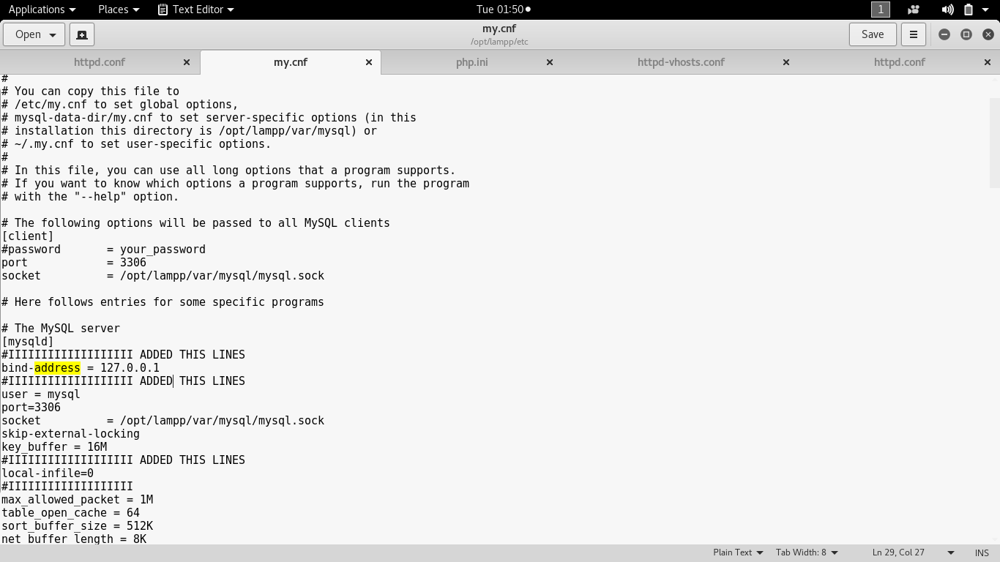 Applications Places Text Editor Tue 01:50 1
Open my.cnf Save
/opt/lampp/etc
httpd.conf my.cnf php.ini httpd-vhosts.conf httpd.conf
#
# You can copy this file to
# /etc/my.cnf to set global options,
# mysql-data-dir/my.cnf to set server-specific options (in this
# installation this directory is /opt/lampp/var/mysql) or
# ~/.my.cnf to set user-specific options.
#
# In this file, you can use all long options that a program supports.
# If you want to know which options a program supports, run the program
# with the "--help" option.
# The following options will be passed to all MySQL clients
[client]
#password       = your_password
port            = 3306
socket          = /opt/lampp/var/mysql/mysql.sock
# Here follows entries for some specific programs
# The MySQL server
[mysqld]
#IIIIIIIIIIIIIIIIIII ADDED THIS LINES
bind-address = 127.0.0.1
#IIIIIIIIIIIIIIIIIII ADDED THIS LINES
user = mysql
port=3306
socket          = /opt/lampp/var/mysql/mysql.sock
skip-external-locking
key_buffer = 16M
#IIIIIIIIIIIIIIIIIII ADDED THIS LINES
local-infile=0
#IIIIIIIIIIIIIIIIIII
max_allowed_packet = 1M
table_open_cache = 64
sort_buffer_size = 512K
net_buffer_length = 8K
Plain Text Tab Width: 8 Ln 29, Col 27 INS